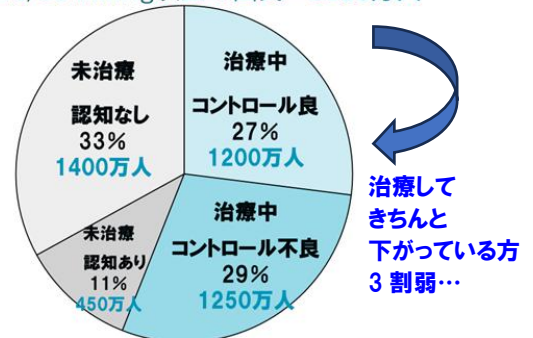 治療中
コントロール良
27%
1200万人
治療中
コントロール不良
29%
1250万人
未治療
認知あり
11%
450万人
未治療
認知なし
33%
1400万人
治療して
きちんと
下がっている方
3割弱…